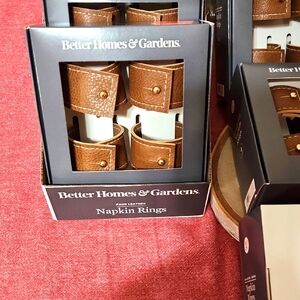 Better Homes & Gardens.
Better Homes & Gardens.
FAUX LEATHER
Napkin Rings
Better H